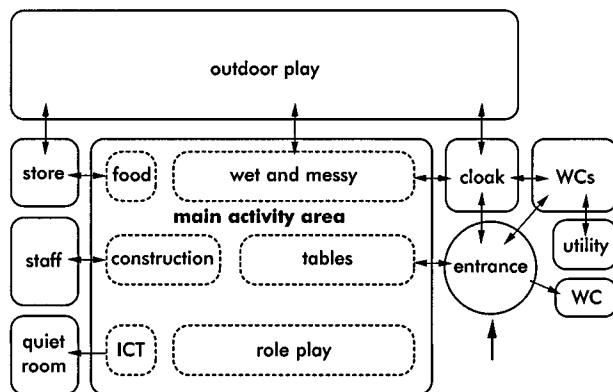 outdoor play
store
food
wet and messy
cloak
WCs
main activity area
staff
construction
tables
entrance
utility
WC
quiet
room
ICT
role play